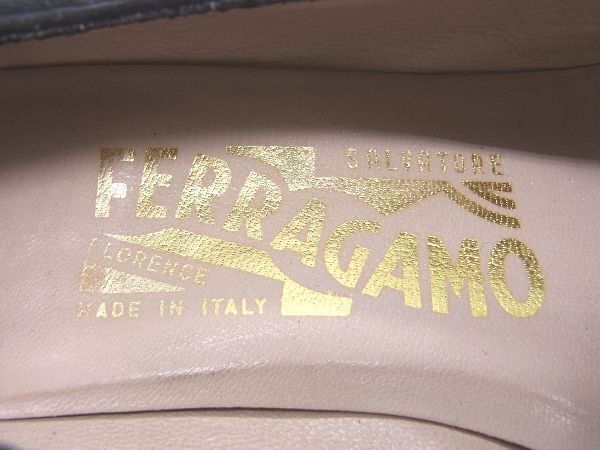 SALVATORE
FERRAGAMO
FLORENCE
MADE IN ITALY